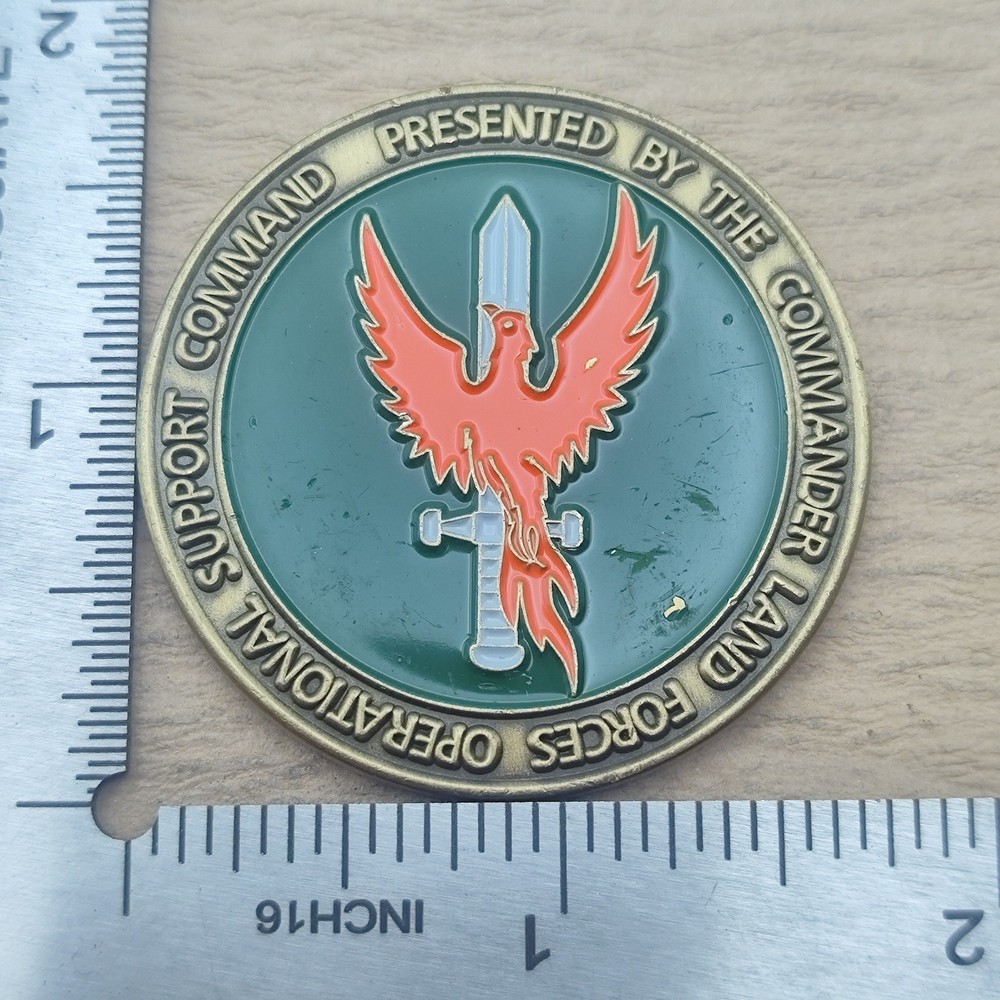 PRESENTED BY THE COMMANDER LAND FORCES OPERATIONAL SUPPORT COMMAND
2
1
INCH16
1
2